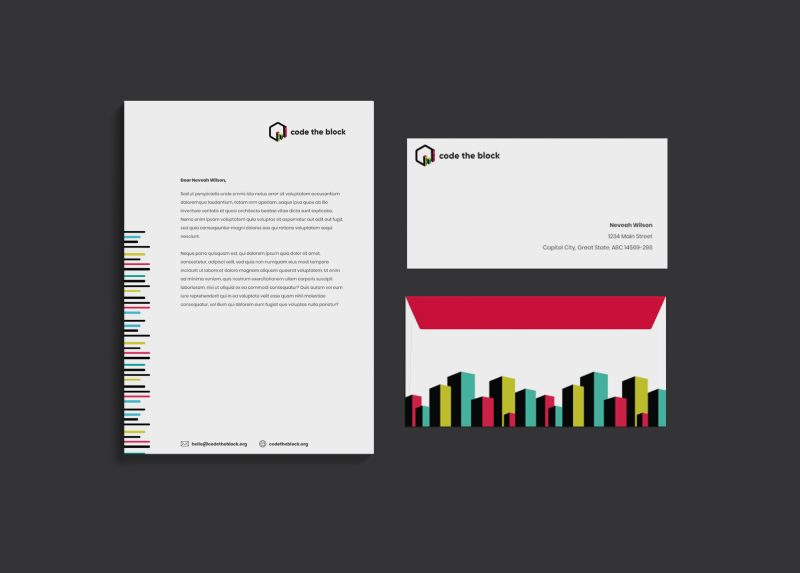 code the block
Dear Neveah Wilson,
Sed ut perspiciatis unde omnis iste natus error sit voluptatem accusantium
doloremque laudantium, totam rem aperiam, eaque ipsa quae ab illo
inventore veritatis et quasi architecto beatae vitae dicta sunt explicabo.
Nemo enim ipsam voluptatem quia voluptas sit aspernatur aut odit aut fugit,
sed quia consequuntur magni dolores eos qui ratione voluptatem sequi
nesciunt.
Neque porro quisquam est, qui dolorem ipsum quia dolor sit amet,
consectetur, adipisci velit, sed quia non numquam eius modi tempora
incidunt ut labore et dolore magnam aliquam quaerat voluptatem. Ut enim
ad minima veniam, quis nostrum exercitationem ullam corporis suscipit
laboriosam, nisi ut aliquid ex ea commodi consequatur? Quis autem vel eum
iure reprehenderit qui in ea voluptate velit esse quam nihil molestiae
consequatur, vel illum qui dolorem eum fugiat quo voluptas nulla pariatur?
hello@codetheblock.org codetheblock.org
code the block
Neveah Wilson
1234 Main Street
Capital City, Great State, ABC 14569-293